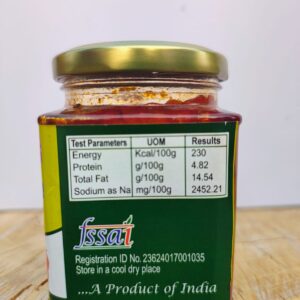 Test Parameters UOM Results
Energy Kcal/100g 230
Protein g/100g 4.82
Total Fat g/100g 14.54
Sodium as Na mg/100g 2452.21
fssai
Registration ID No. 23624017001035
Store in a cool dry place
....A Product of India